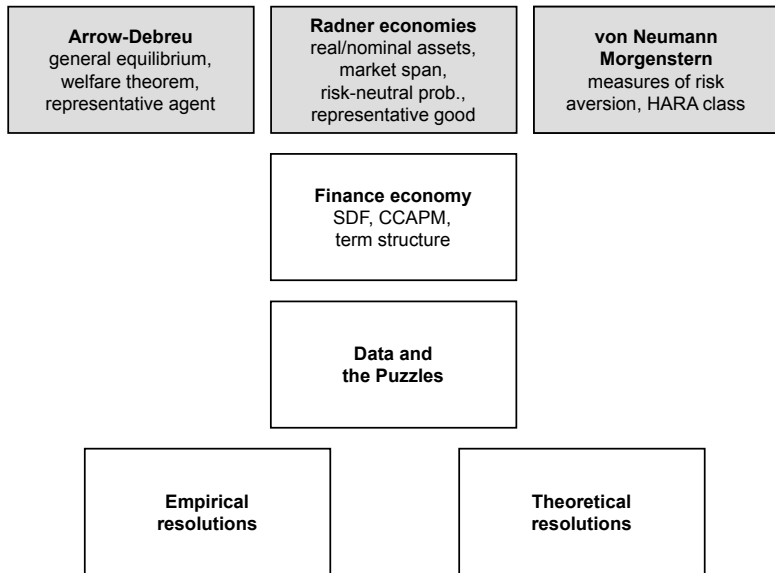 Arrow-Debreu
general equilibrium,
welfare theorem,
representative agent
Radner economies
real/nominal assets,
market span,
risk-neutral prob.,
representative good
von Neumann
Morgenstern
measures of risk
aversion, HARA class
Finance economy
SDF, CCAPM,
term structure
Data and
the Puzzles
Empirical
resolutions
Theoretical
resolutions